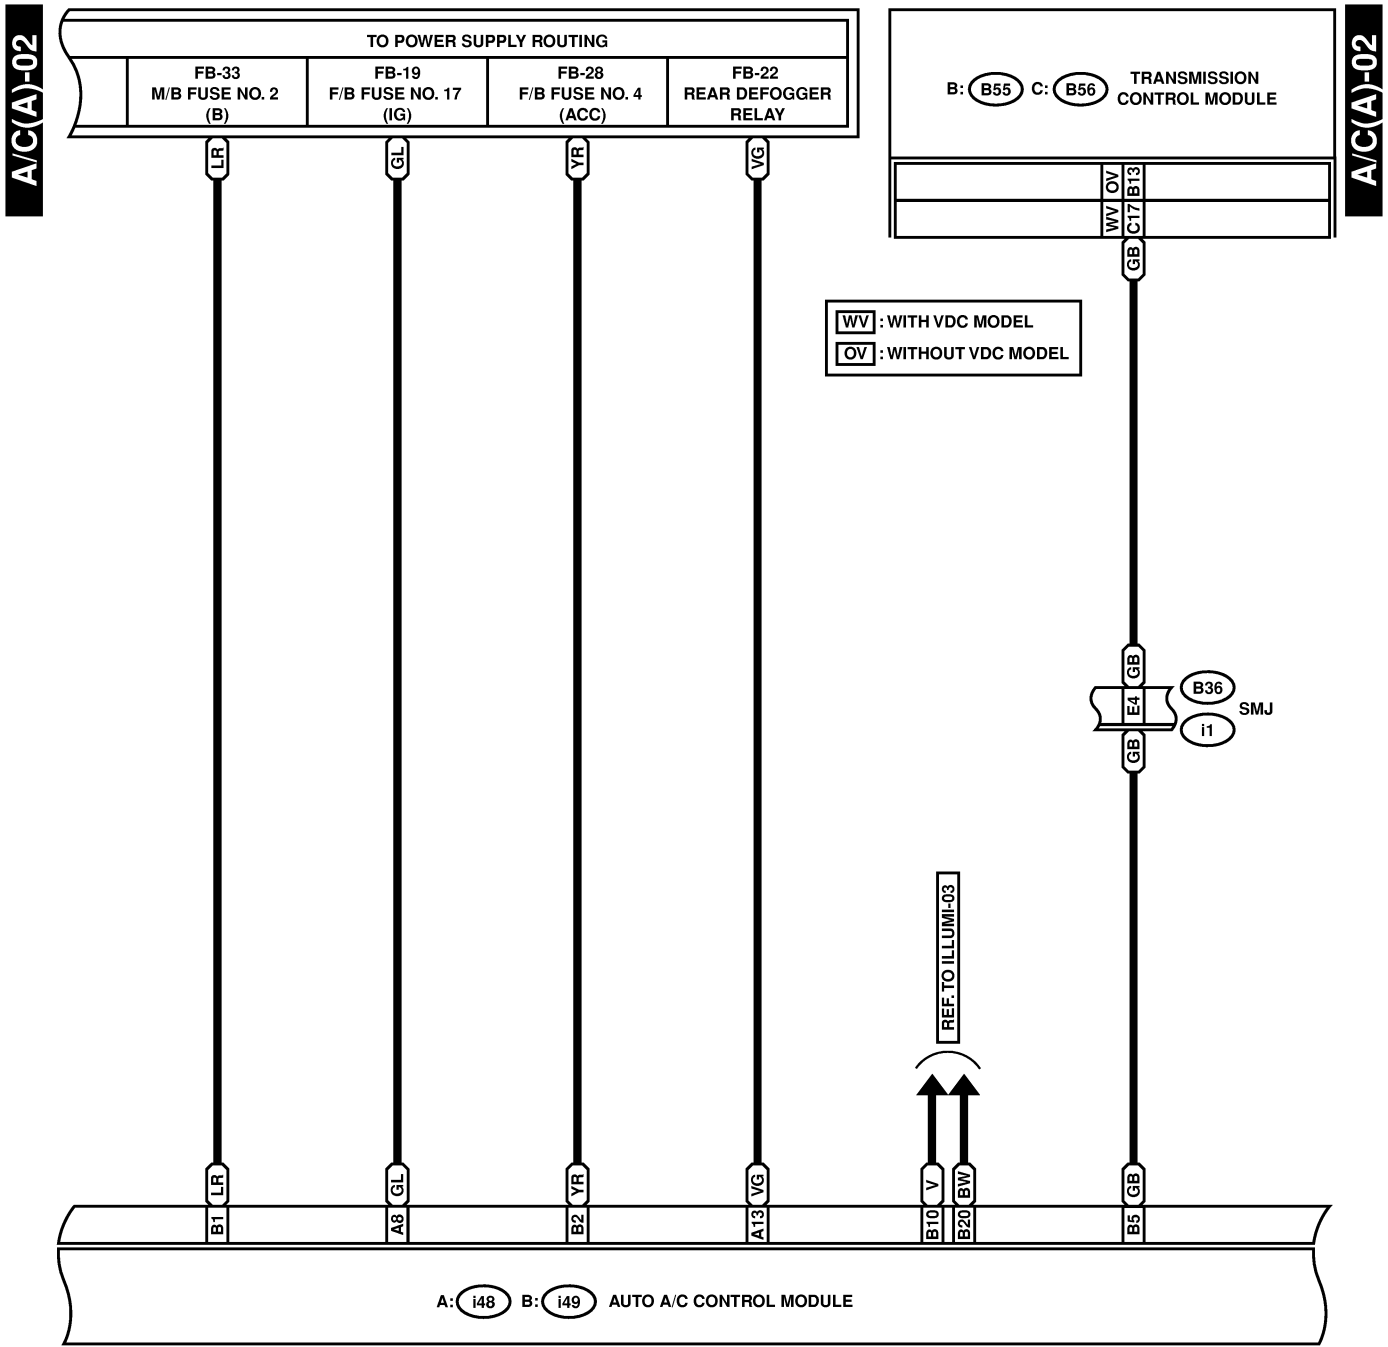 A/C(A)-02
TO POWER SUPPLY ROUTING
FB-33
M/B FUSE NO. 2
(B)
FB-19
F/B FUSE NO. 17
(IG)
FB-28
F/B FUSE NO. 4
(ACC)
FB-22
REAR DEFOGGER
RELAY
LR
GL
YR
VG
B: B55 C: B56
TRANSMISSION
CONTROL MODULE
A/C(A)-02
OV B13
WV C17
GB
WV : WITH VDC MODEL
OV : WITHOUT VDC MODEL
GB
E4
GB
B36
i1
SMJ
REF. TO ILLUMI-03
LR
GL
YR
VG
V
BW
GB
B1
A8
B2
A13
B10
B20
B5
A: i48 B: i49 AUTO A/C CONTROL MODULE